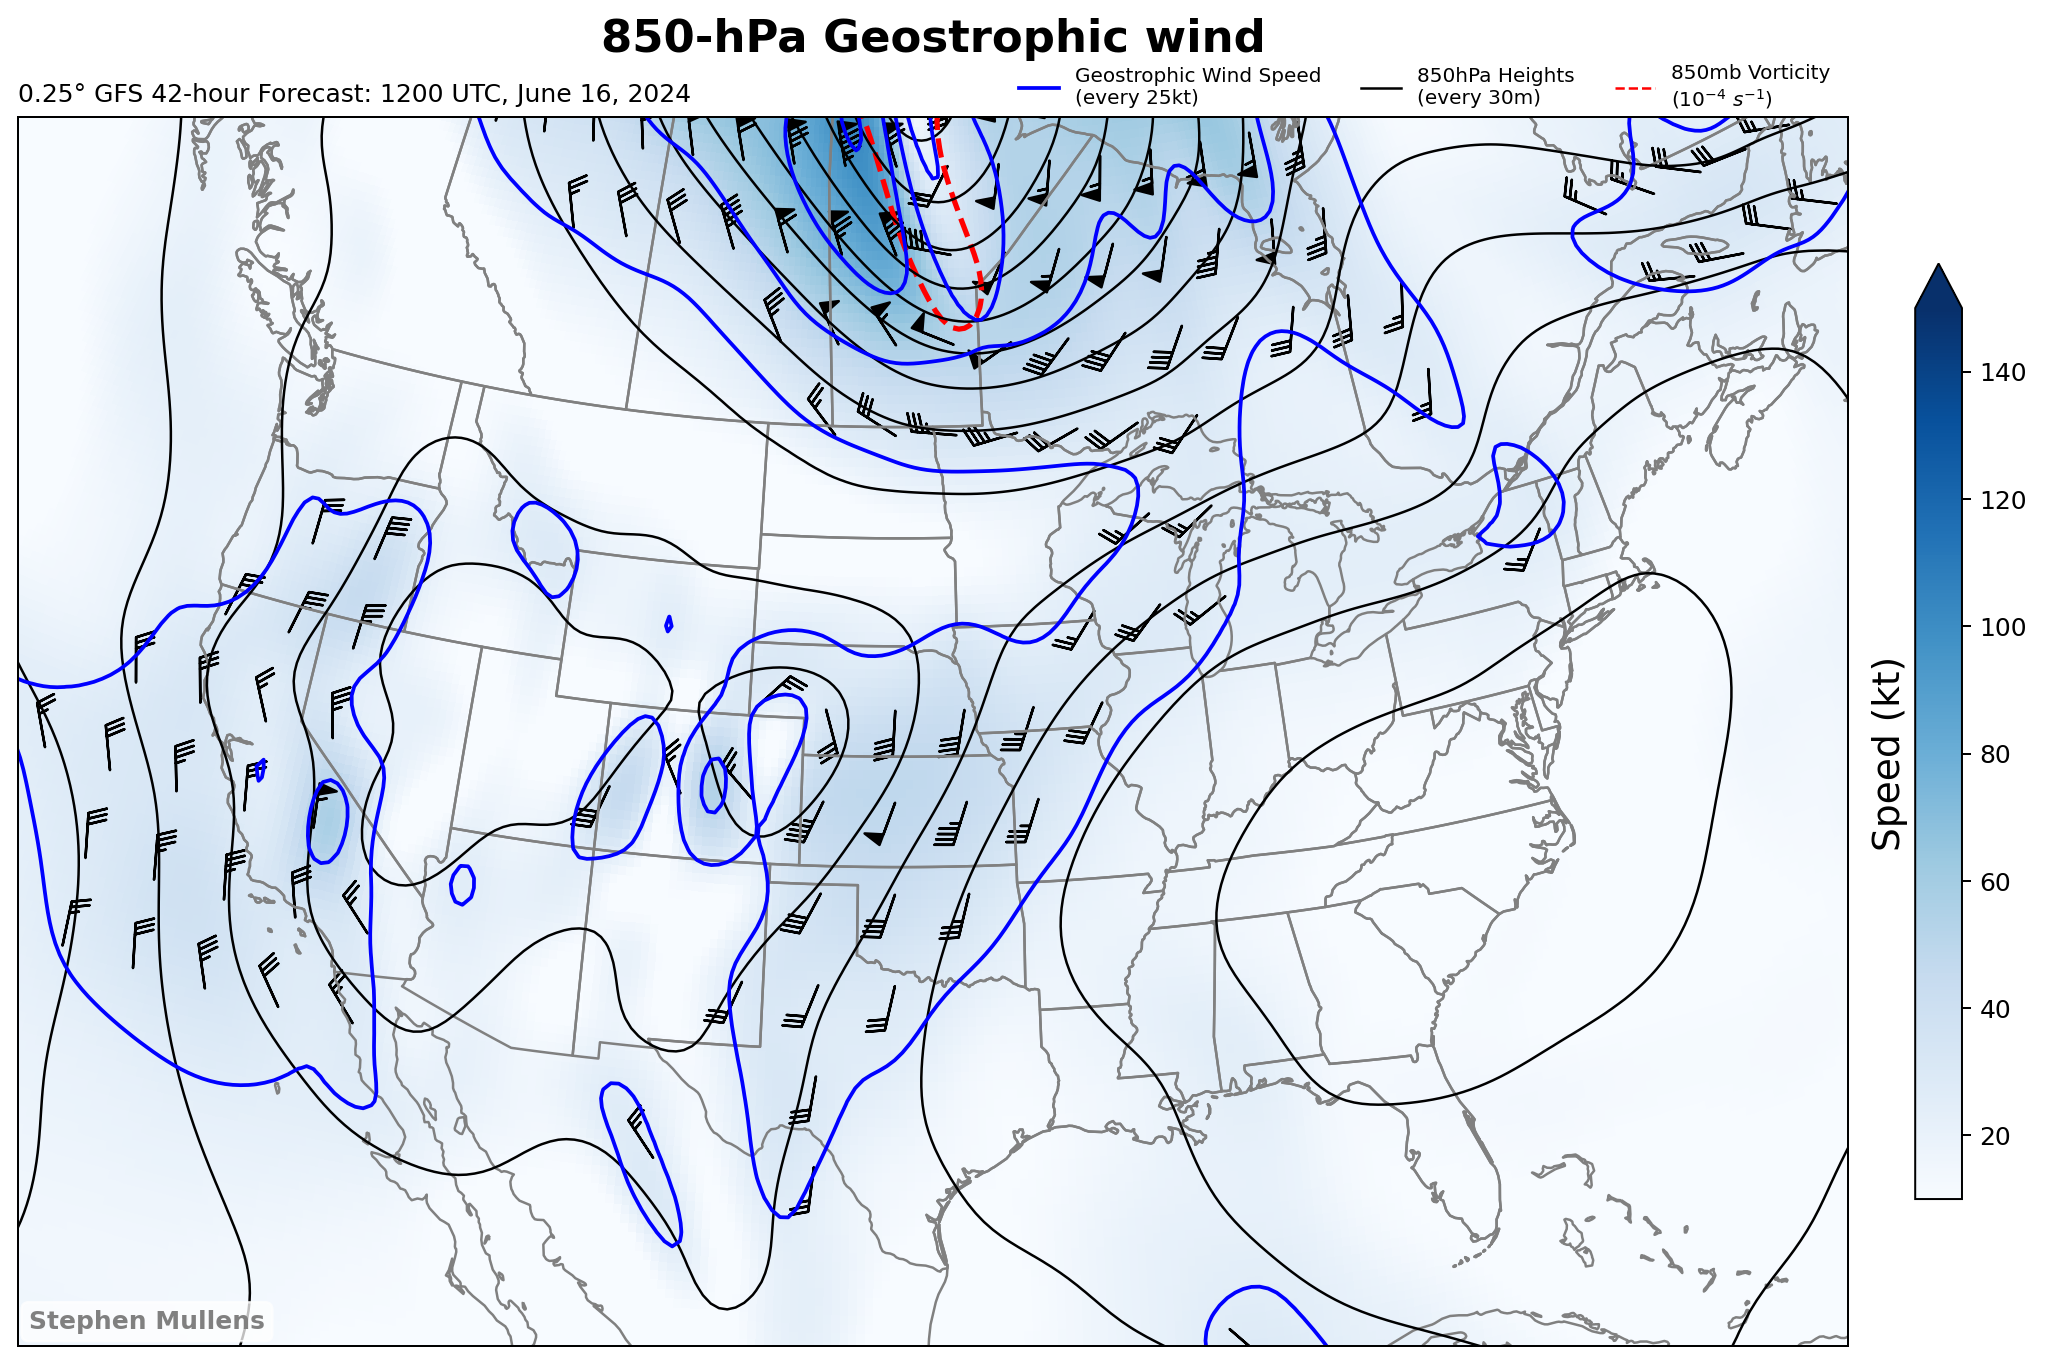 850-hPa Geostrophic wind
0.25° GFS 42-hour Forecast: 1200 UTC, June 16, 2024
Geostrophic Wind Speed
(every 25kt)
850hPa Heights
(every 30m)
850mb Vorticity
(10⁻⁴ s⁻¹)
140
120
100
80
60
40
20
Speed (kt)
Stephen Mullens